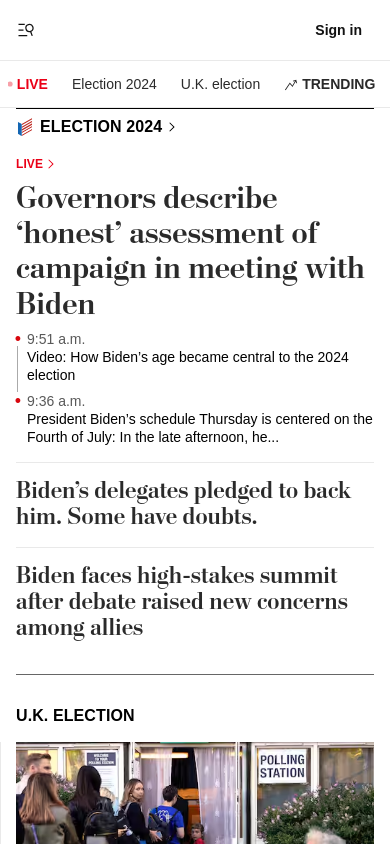 Sign in
LIVE Election 2024 U.K. election TRENDING
ELECTION 2024
LIVE
Governors describe
‘honest’ assessment of
campaign in meeting with
Biden
9:51 a.m.
Video: How Biden’s age became central to the 2024
election
9:36 a.m.
President Biden’s schedule Thursday is centered on the
Fourth of July: In the late afternoon, he...
Biden’s delegates pledged to back
him. Some have doubts.
Biden faces high-stakes summit
after debate raised new concerns
among allies
U.K. ELECTION
POLLING
STATION